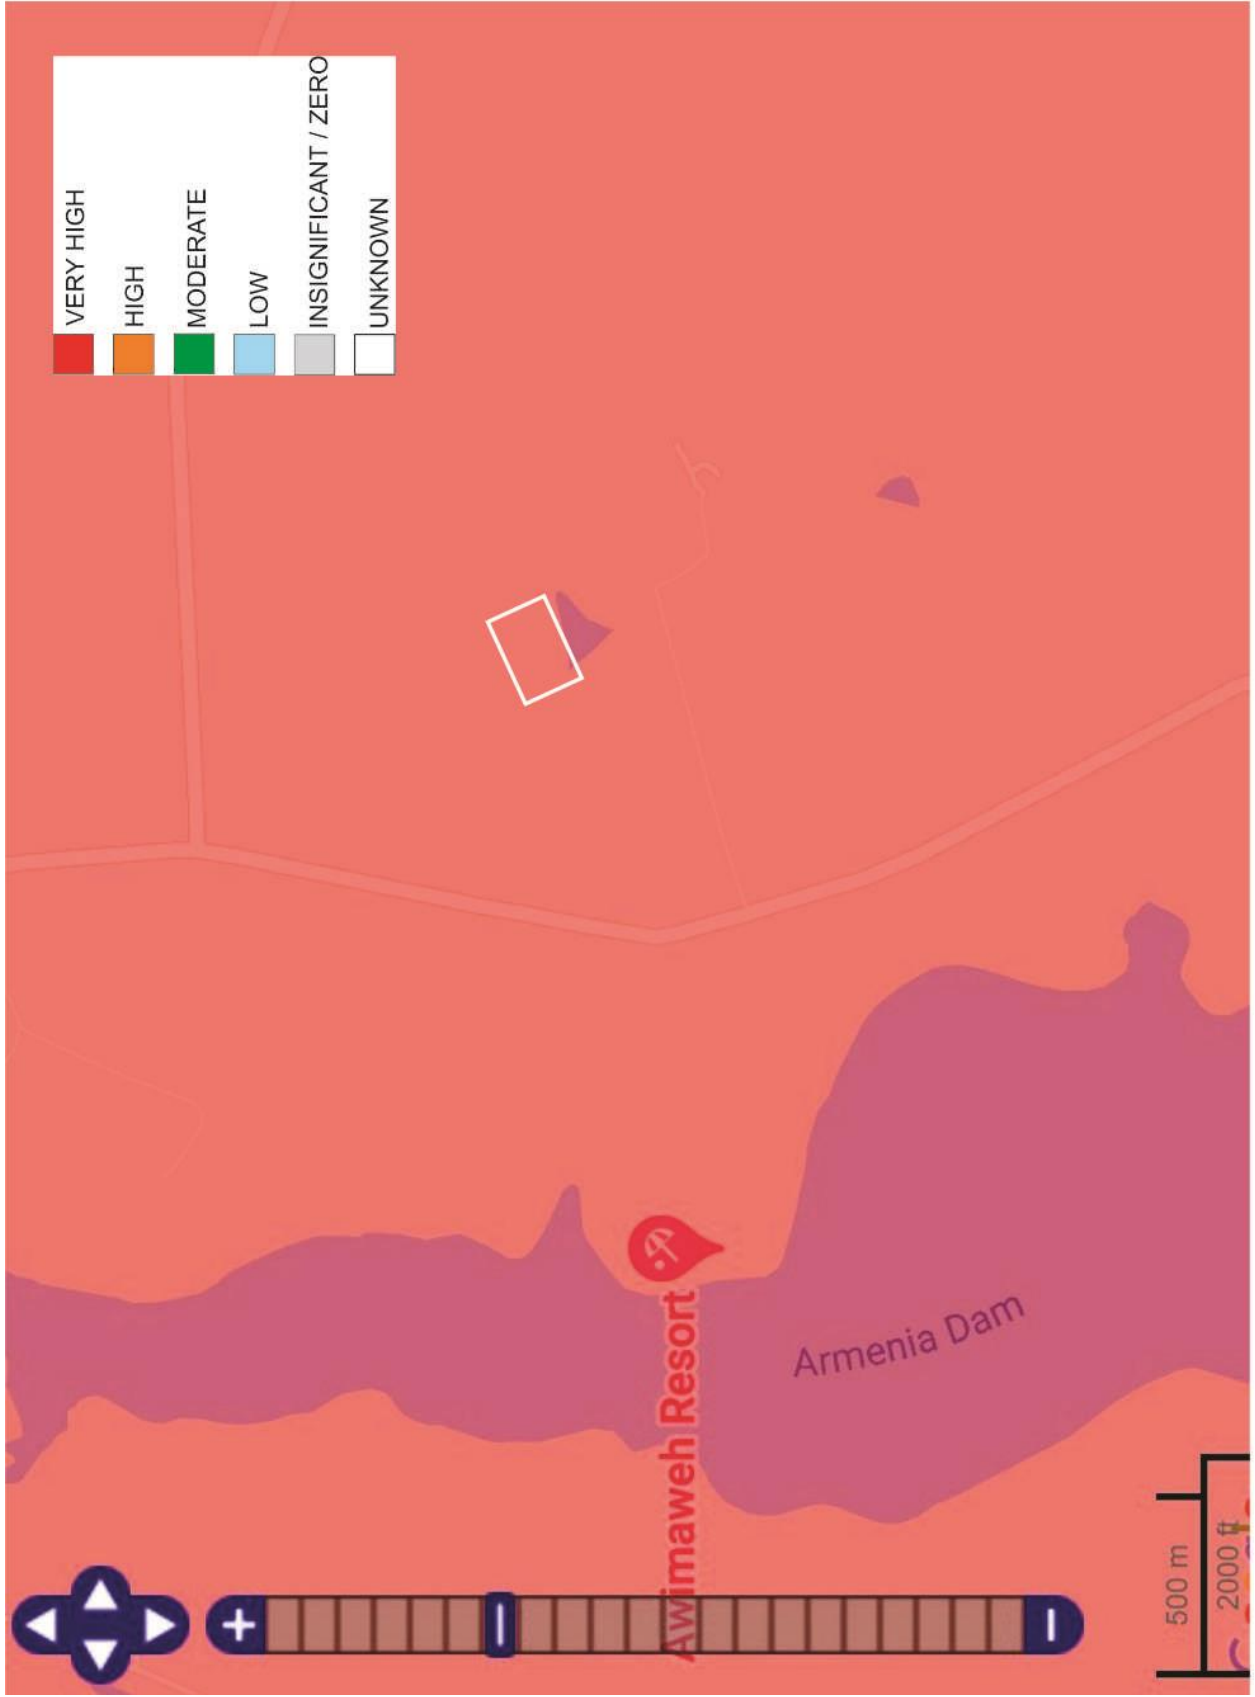 VERY HIGH
HIGH
MODERATE
LOW
INSIGNIFICANT / ZERO
UNKNOWN
Awimaweh Resort
Armenia Dam
500 m
2000 ft